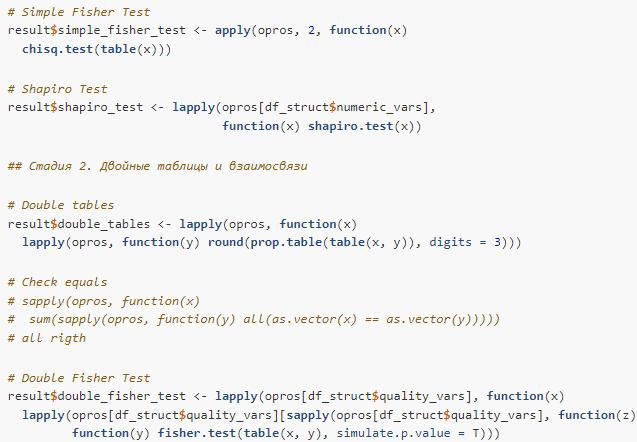 # Simple Fisher Test
result$simple_fisher_test <- apply(opros, 2, function(x)
  chisq.test(table(x)))
# Shapiro Test
result$shapiro_test <- lapply(opros[df_struct$numeric_vars],
                              function(x) shapiro.test(x))
## Стадия 2. Двойные таблицы и взаимосвязи
# Double tables
result$double_tables <- lapply(opros, function(x)
  lapply(opros, function(y) round(prop.table(table(x, y)), digits = 3)))
# Check equals
# sapply(opros, function(x)
#  sum(sapply(opros, function(y) all(as.vector(x) == as.vector(y)))))
# all rigth
# Double Fisher Test
result$double_fisher_test <- lapply(opros[df_struct$quality_vars], function(x)
  lapply(opros[df_struct$quality_vars][sapply(opros[df_struct$quality_vars], function(z)
         function(y) fisher.test(table(x, y), simulate.p.value = T)))